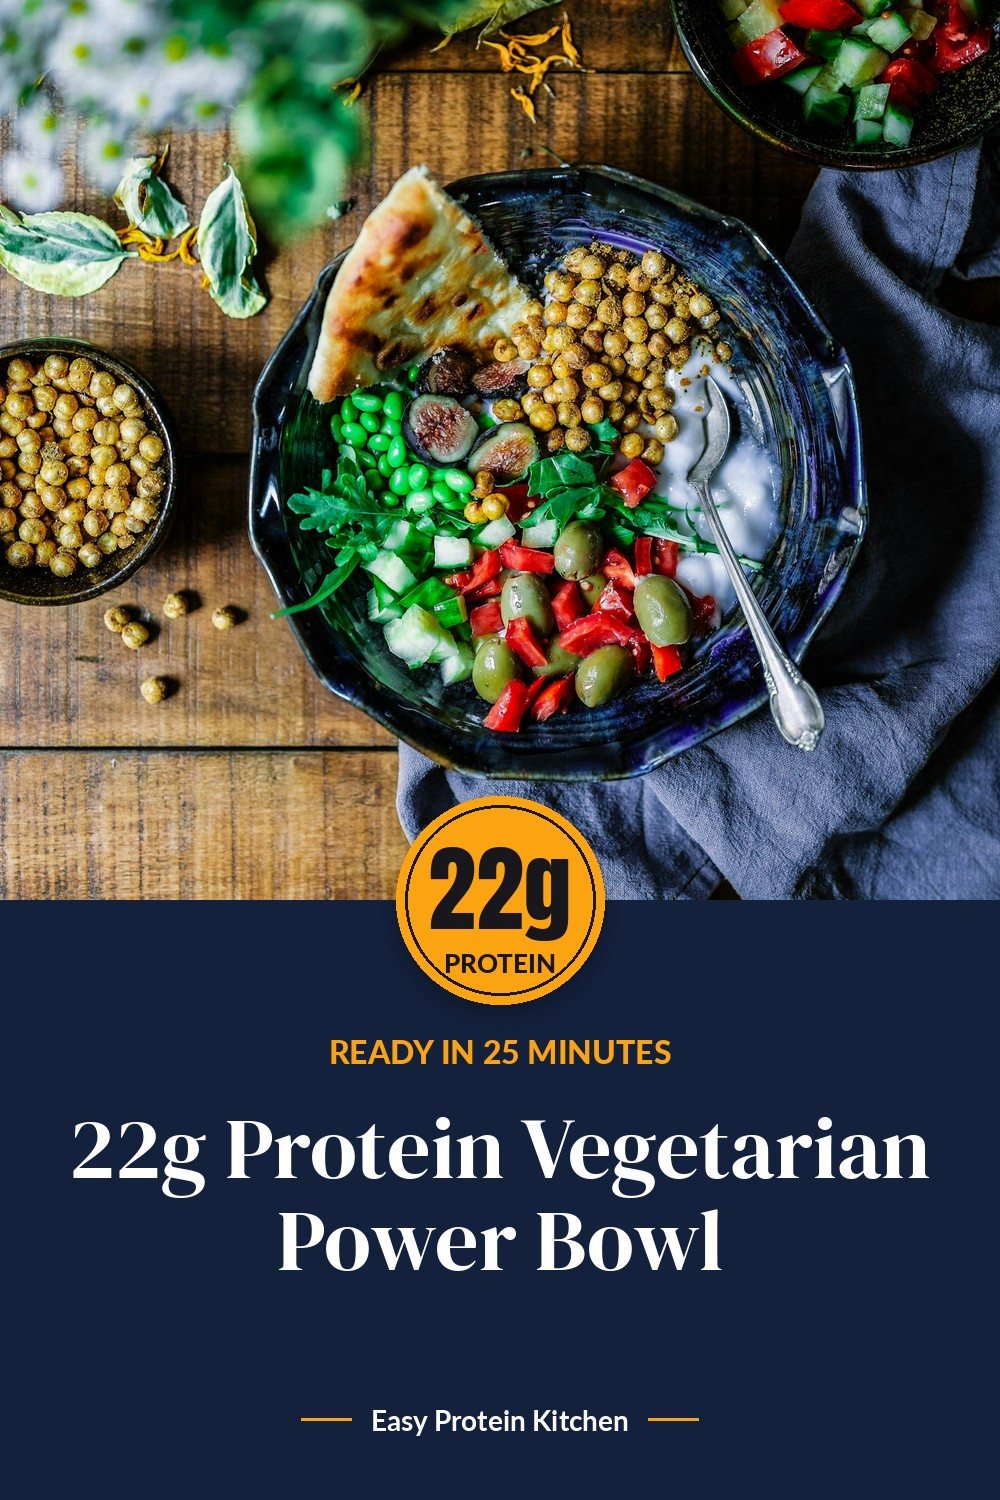 22g
PROTEIN
READY IN 25 MINUTES
22g Protein Vegetarian
Power Bowl
Easy Protein Kitchen